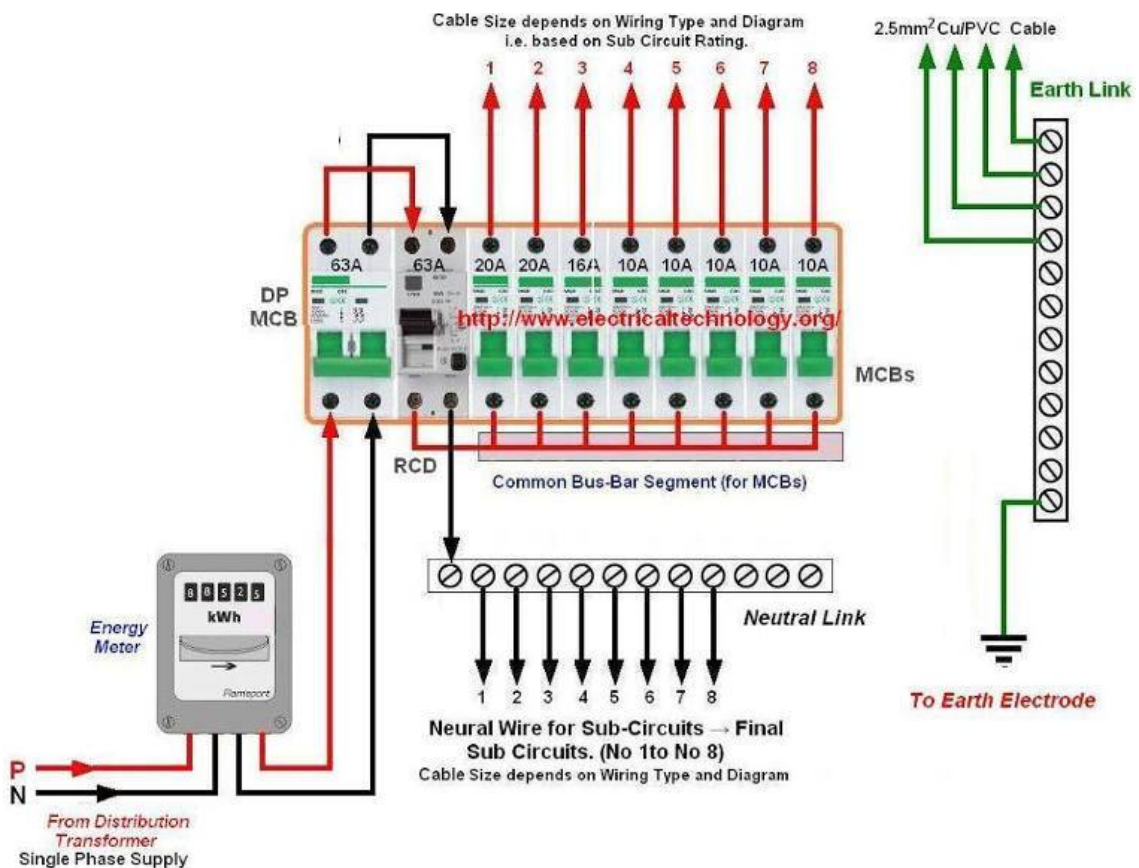 Cable Size depends on Wiring Type and Diagram
i.e. based on Sub Circuit Rating.
1 2 3 4 5 6 7 8
2.5mm² Cu/PVC Cable
Earth Link
63A 63A 20A 20A 16A 10A 10A 10A 10A 10A
DP
MCB
http://www.electricaltechnology.org/
MCBs
RCD
Common Bus-Bar Segment (for MCBs)
88525
kWh
Energy
Meter
Neutral Link
1 2 3 4 5 6 7 8
Neural Wire for Sub-Circuits → Final
Sub Circuits. (No 1to No 8)
Cable Size depends on Wiring Type and Diagram
To Earth Electrode
P
N
From Distribution
Transformer
Single Phase Supply